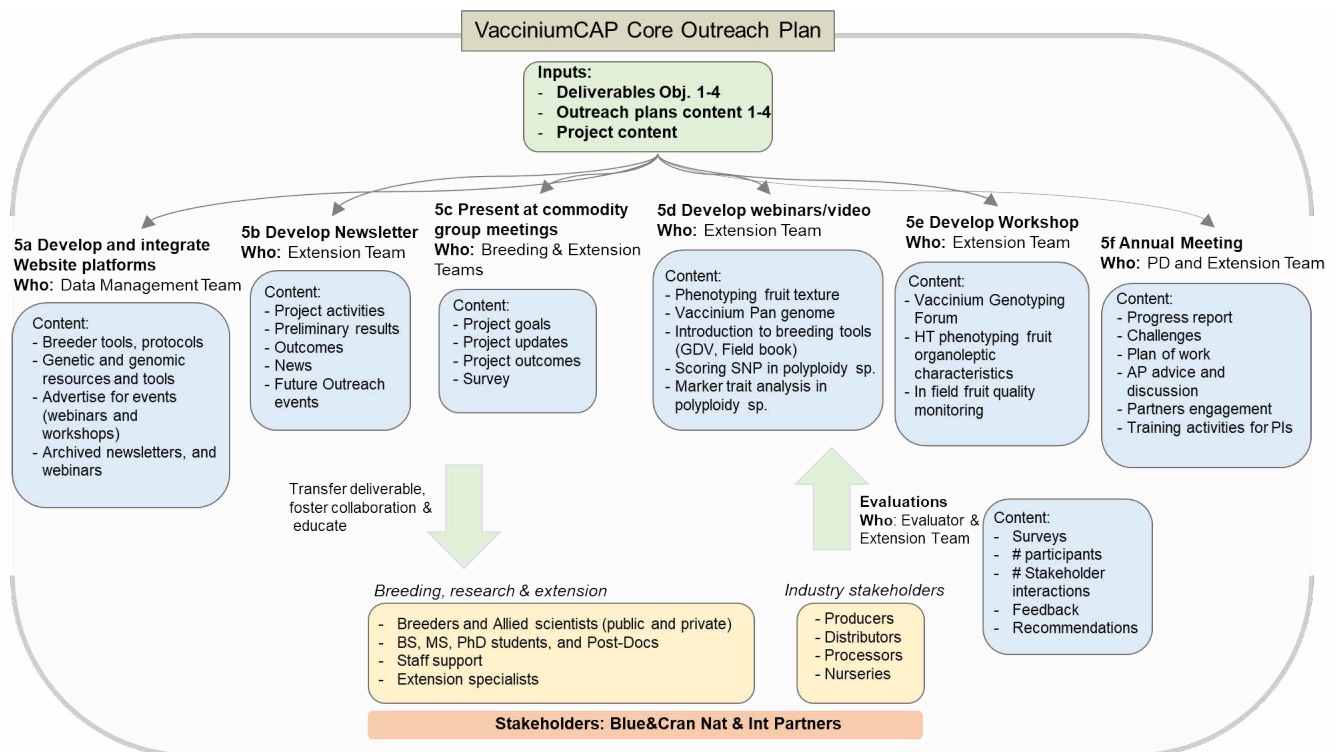 VacciniumCAP Core Outreach Plan
Inputs:
- Deliverables Obj. 1-4
- Outreach plans content 1-4
- Project content
5a Develop and integrate
Website platforms
Who: Data Management Team
Content:
- Breeder tools, protocols
- Genetic and genomic
resources and tools
- Advertise for events
(webinars and
workshops)
- Archived newsletters, and
webinars
5b Develop Newsletter
Who: Extension Team
Content:
- Project activities
- Preliminary results
- Outcomes
- News
- Future Outreach
events
5c Present at commodity
group meetings
Who: Breeding & Extension
Teams
Content:
- Project goals
- Project updates
- Project outcomes
- Survey
5d Develop webinars/video
Who: Extension Team
Content:
- Phenotyping fruit texture
- Vaccinium Pan genome
- Introduction to breeding tools
(GDV, Field book)
- Scoring SNP in polyploidy sp.
- Marker trait analysis in
polyploidy sp.
5e Develop Workshop
Who: Extension Team
Content:
- Vaccinium Genotyping
Forum
- HT phenotyping fruit
organoleptic
characteristics
- In field fruit quality
monitoring
5f Annual Meeting
Who: PD and Extension Team
Content:
- Progress report
- Challenges
- Plan of work
- AP advice and
discussion
- Partners engagement
- Training activities for PIs
Transfer deliverable,
foster collaboration &
educate
Evaluations
Who: Evaluator &
Extension Team
Content:
- Surveys
- # participants
- # Stakeholder
interactions
- Feedback
- Recommendations
Breeding, research & extension
- Breeders and Allied scientists (public and private)
- BS, MS, PhD students, and Post-Docs
- Staff support
- Extension specialists
Industry stakeholders
- Producers
- Distributors
- Processors
- Nurseries
Stakeholders: Blue&Cran Nat & Int Partners